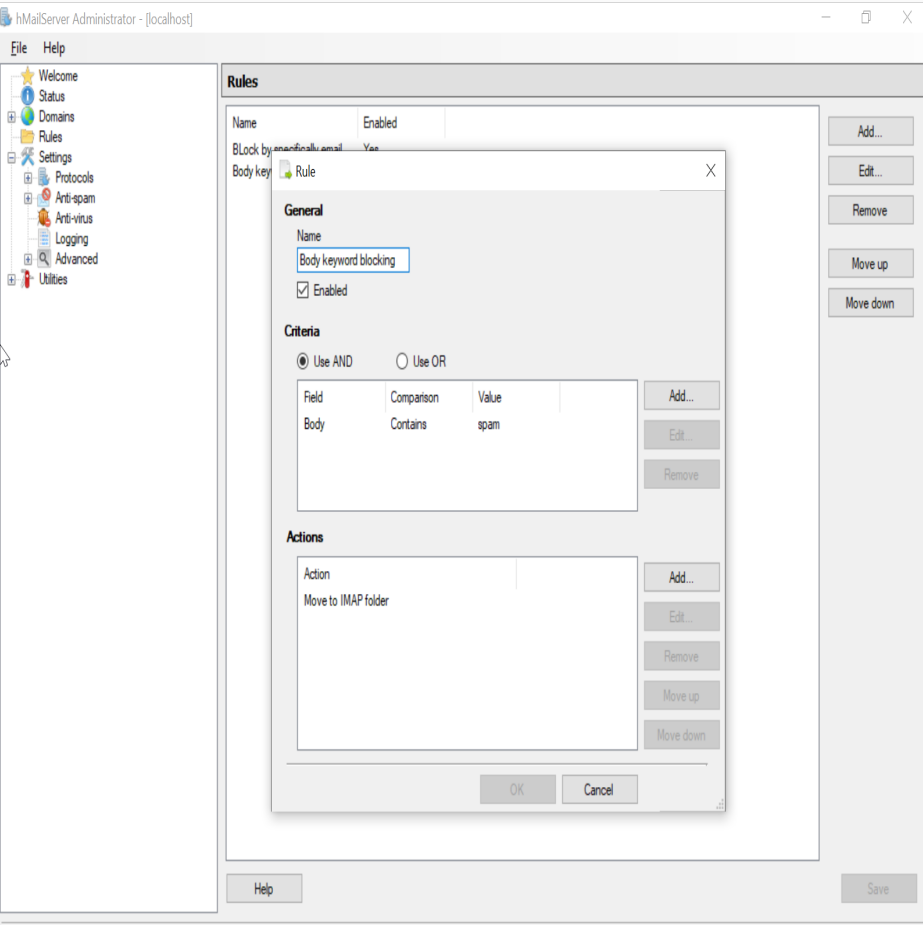 hMailServer Administrator - [localhost]
File Help
Welcome
Status
Domains
Rules
Settings
Protocols
Anti-spam
Anti-virus
Logging
Advanced
Utilities
Rules
Name Enabled
BLock by specifically email Yes
Body key
Add...
Edit...
Remove
Move up
Move down
Rule
General
Name
Body keyword blocking
Enabled
Criteria
Use AND Use OR
Field Comparison Value
Body Contains spam
Add...
Edit...
Remove
Actions
Action
Move to IMAP folder
Add...
Edit...
Remove
Move up
Move down
OK Cancel
Help Save